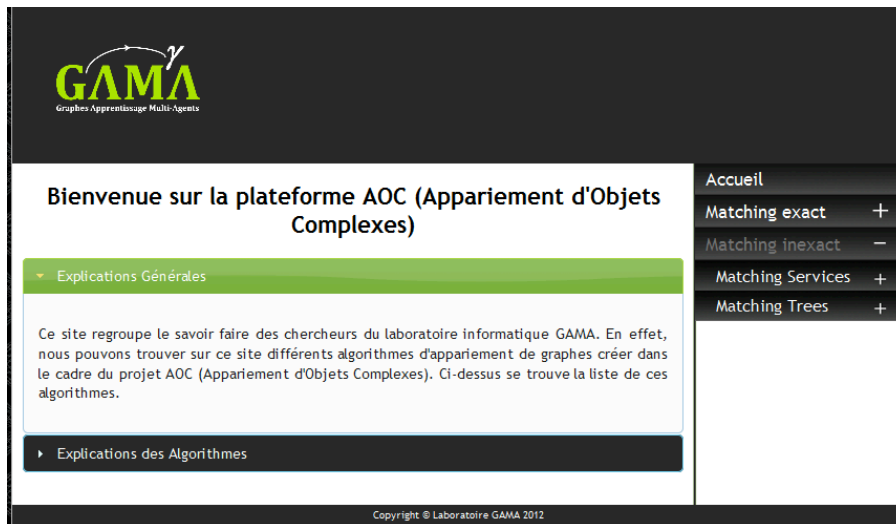 GAMA
γ
Graphes Apprentissage Multi-Agents
Bienvenue sur la plateforme AOC (Appariement d'Objets
Complexes)
Explications Générales
Ce site regroupe le savoir faire des chercheurs du laboratoire informatique GAMA. En effet,
nous pouvons trouver sur ce site différents algorithmes d'appariement de graphes créer dans
le cadre du projet AOC (Appariement d'Objets Complexes). Ci-dessus se trouve la liste de ces
algorithmes.
Explications des Algorithmes
Accueil
Matching exact +
Matching inexact −
Matching Services +
Matching Trees +
Copyright © Laboratoire GAMA 2012